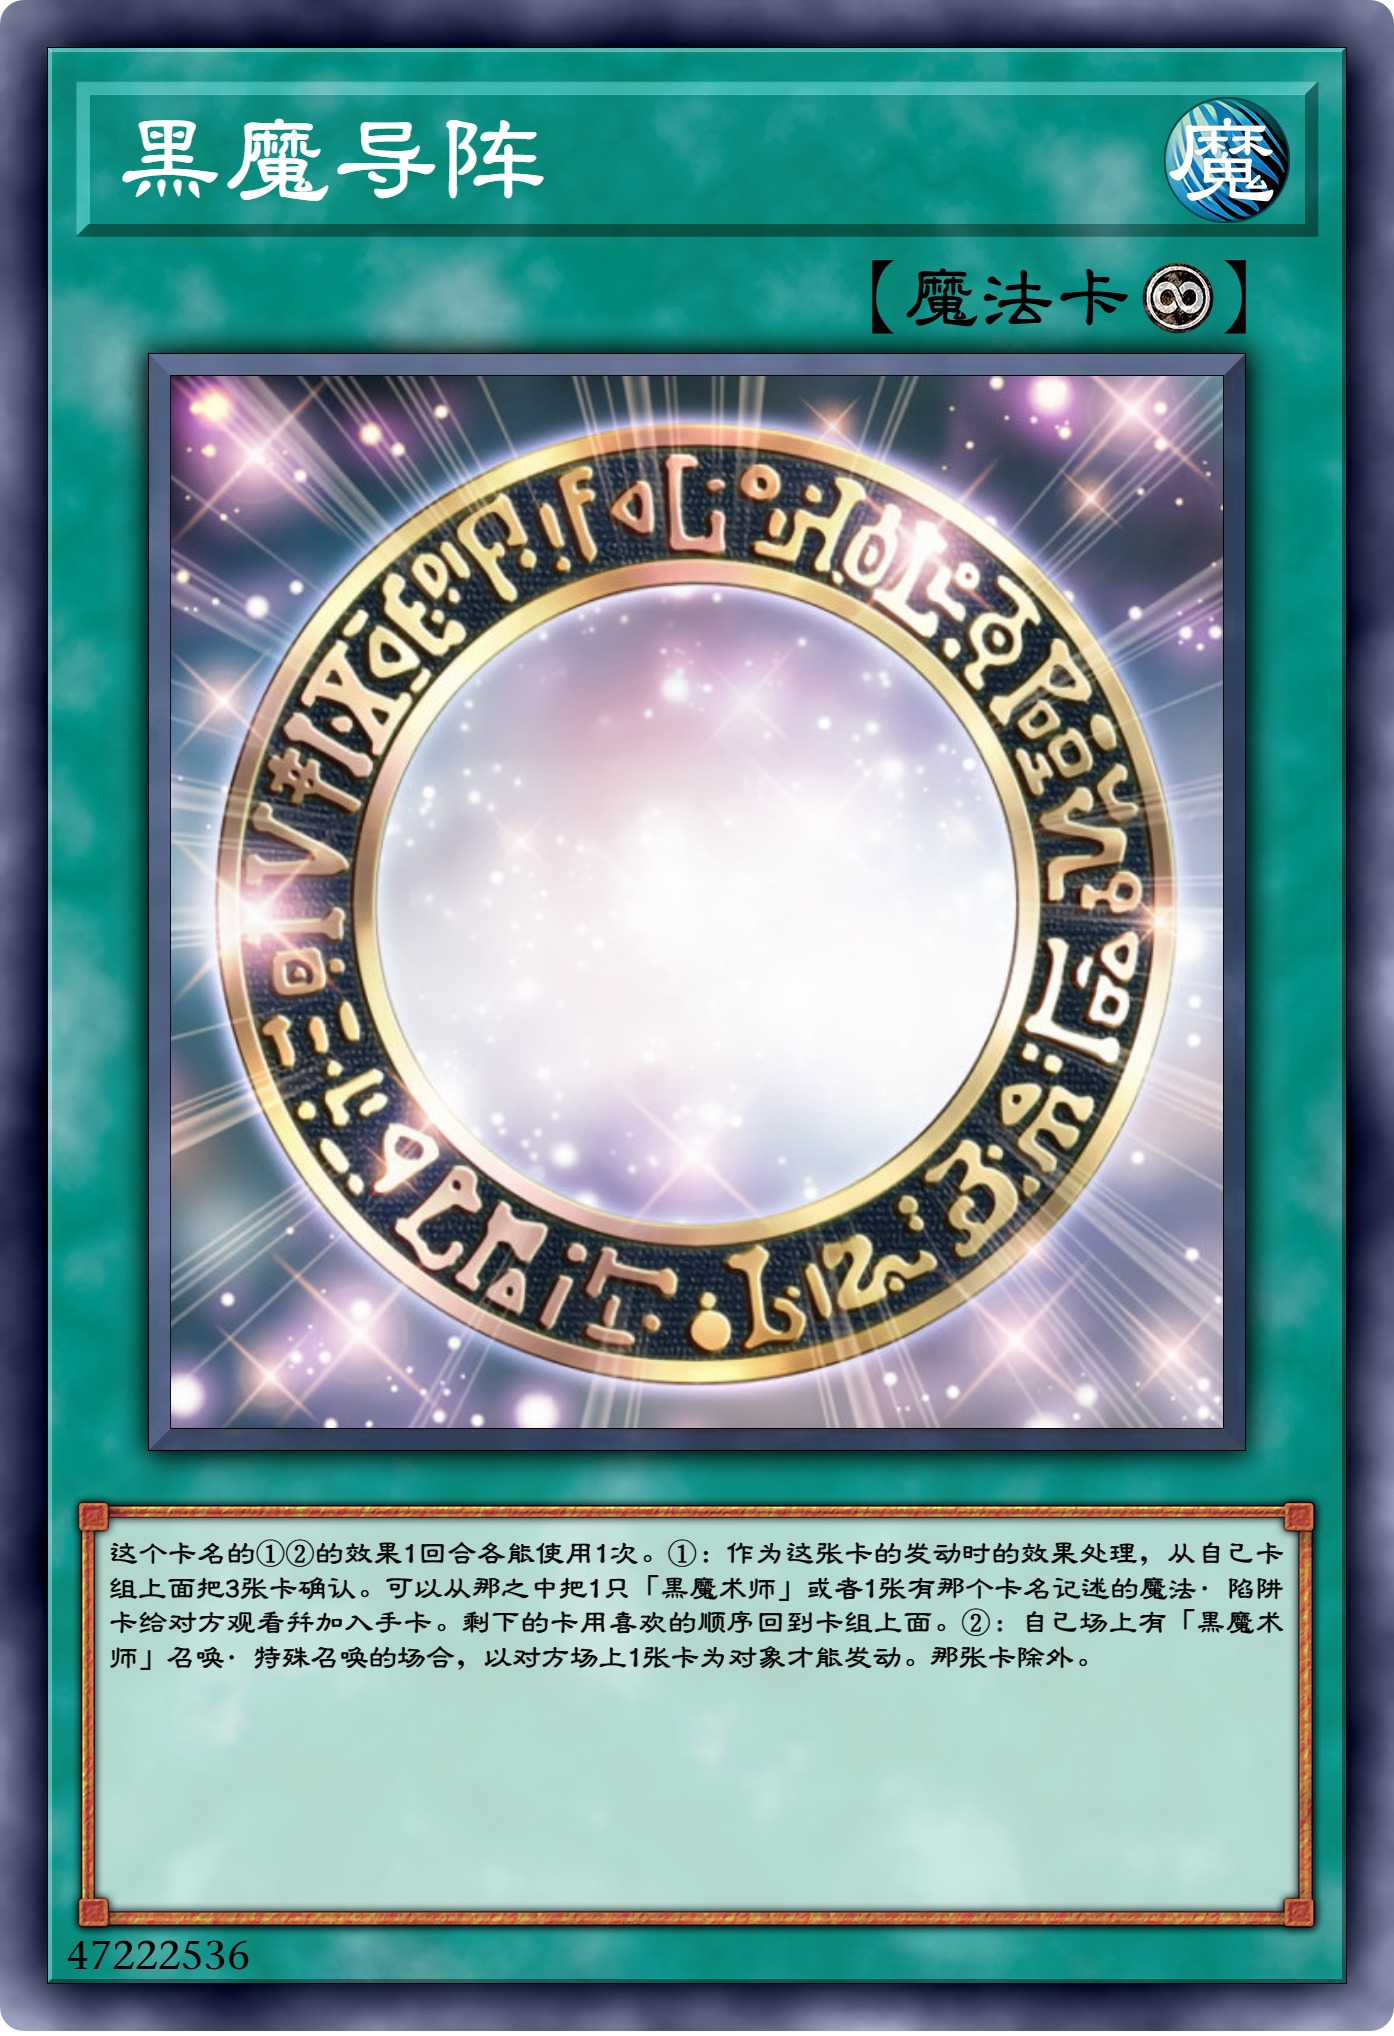 黑魔导阵
魔
【魔法卡】
这个卡名的①②的效果1回合各能使用1次。①：作为这张卡的发动时的效果处理，从自己卡
组上面把3张卡确认。可以从那之中把1只「黑魔术师」或者1张有那个卡名记述的魔法·陷阱
卡给对方观看并加入手卡。剩下的卡用喜欢的顺序回到卡组上面。②：自己场上有「黑魔术
师」召唤·特殊召唤的场合，以对方场上1张卡为对象才能发动。那张卡除外。
47222536